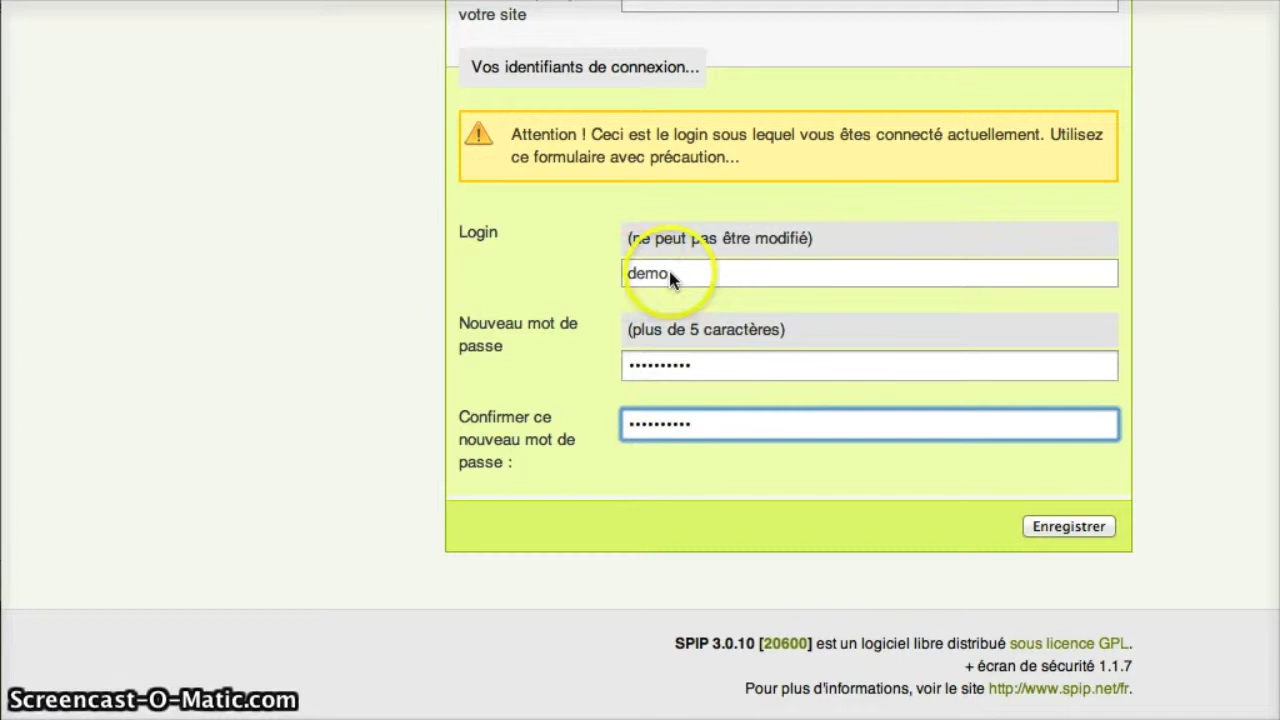 votre site
Vos identifiants de connexion...
Attention ! Ceci est le login sous lequel vous êtes connecté actuellement. Utilisez
ce formulaire avec précaution...
Login
(ne peut pas être modifié)
demo
Nouveau mot de
passe
(plus de 5 caractères)
••••••••••
Confirmer ce
nouveau mot de
passe :
••••••••••
Enregistrer
SPIP 3.0.10 [20600] est un logiciel libre distribué sous licence GPL.
+ écran de sécurité 1.1.7
Pour plus d'informations, voir le site http://www.spip.net/fr.
Screencast-O-Matic.com